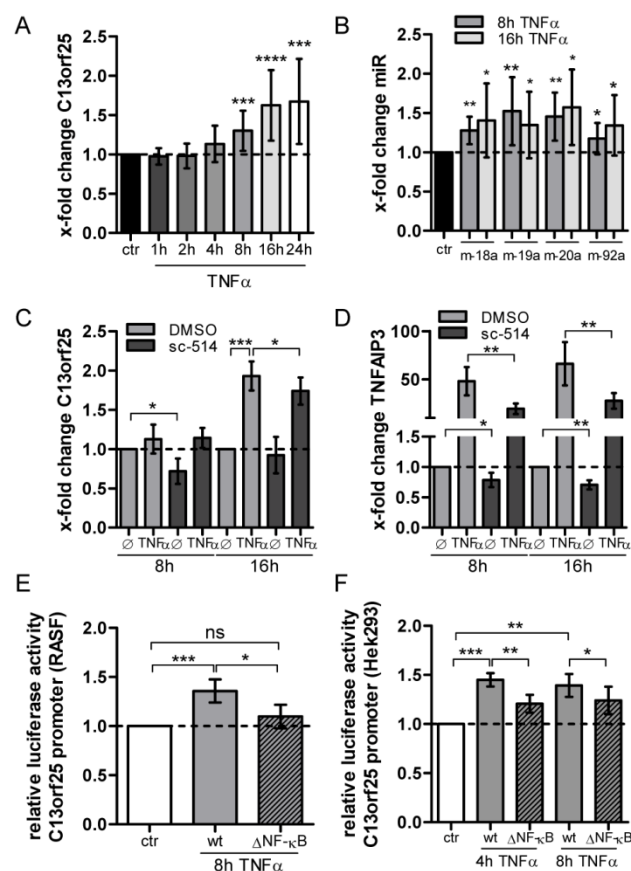 A
x-fold change C13orf25
2.5
2.0
1.5
1.0
0.5
0.0
*** **** ***
ctr 1h 2h 4h 8h 16h 24h
TNFα
B
8h TNFα
16h TNFα
x-fold change miR
2.5
2.0
1.5
1.0
0.5
0.0
** * ** * ** * * *
ctr m-18a m-19a m-20a m-92a
C
DMSO
sc-514
x-fold change C13orf25
2.5
2.0
1.5
1.0
0.5
0.0
* *** *
∅ TNFα ∅ TNFα ∅ TNFα ∅ TNFα
8h 16h
D
DMSO
sc-514
x-fold change TNFAIP3
100
50
1.5
1.0
0.5
0.0
** **
* **
∅ TNFα ∅ TNFα ∅ TNFα ∅ TNFα
8h 16h
E
relative luciferase activity
C13orf25 promoter (RASF)
2.0
1.5
1.0
0.5
0.0
ns
*** *
ctr wt ΔNF-κB
8h TNFα
F
relative luciferase activity
C13orf25 promoter (Hek293)
2.0
1.5
1.0
0.5
0.0
**
*** ** *
ctr wt ΔNF-κB wt ΔNF-κB
4h TNFα 8h TNFα